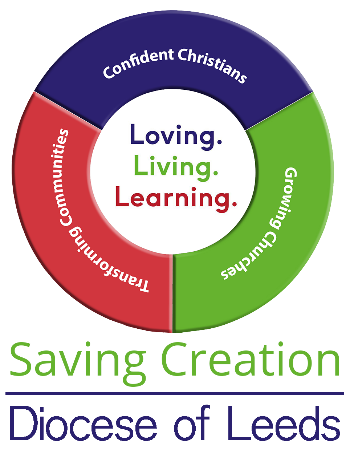 Confident Christians
Loving.
Living.
Learning.
Transforming Communities
Growing Churches
Saving Creation
Diocese of Leeds